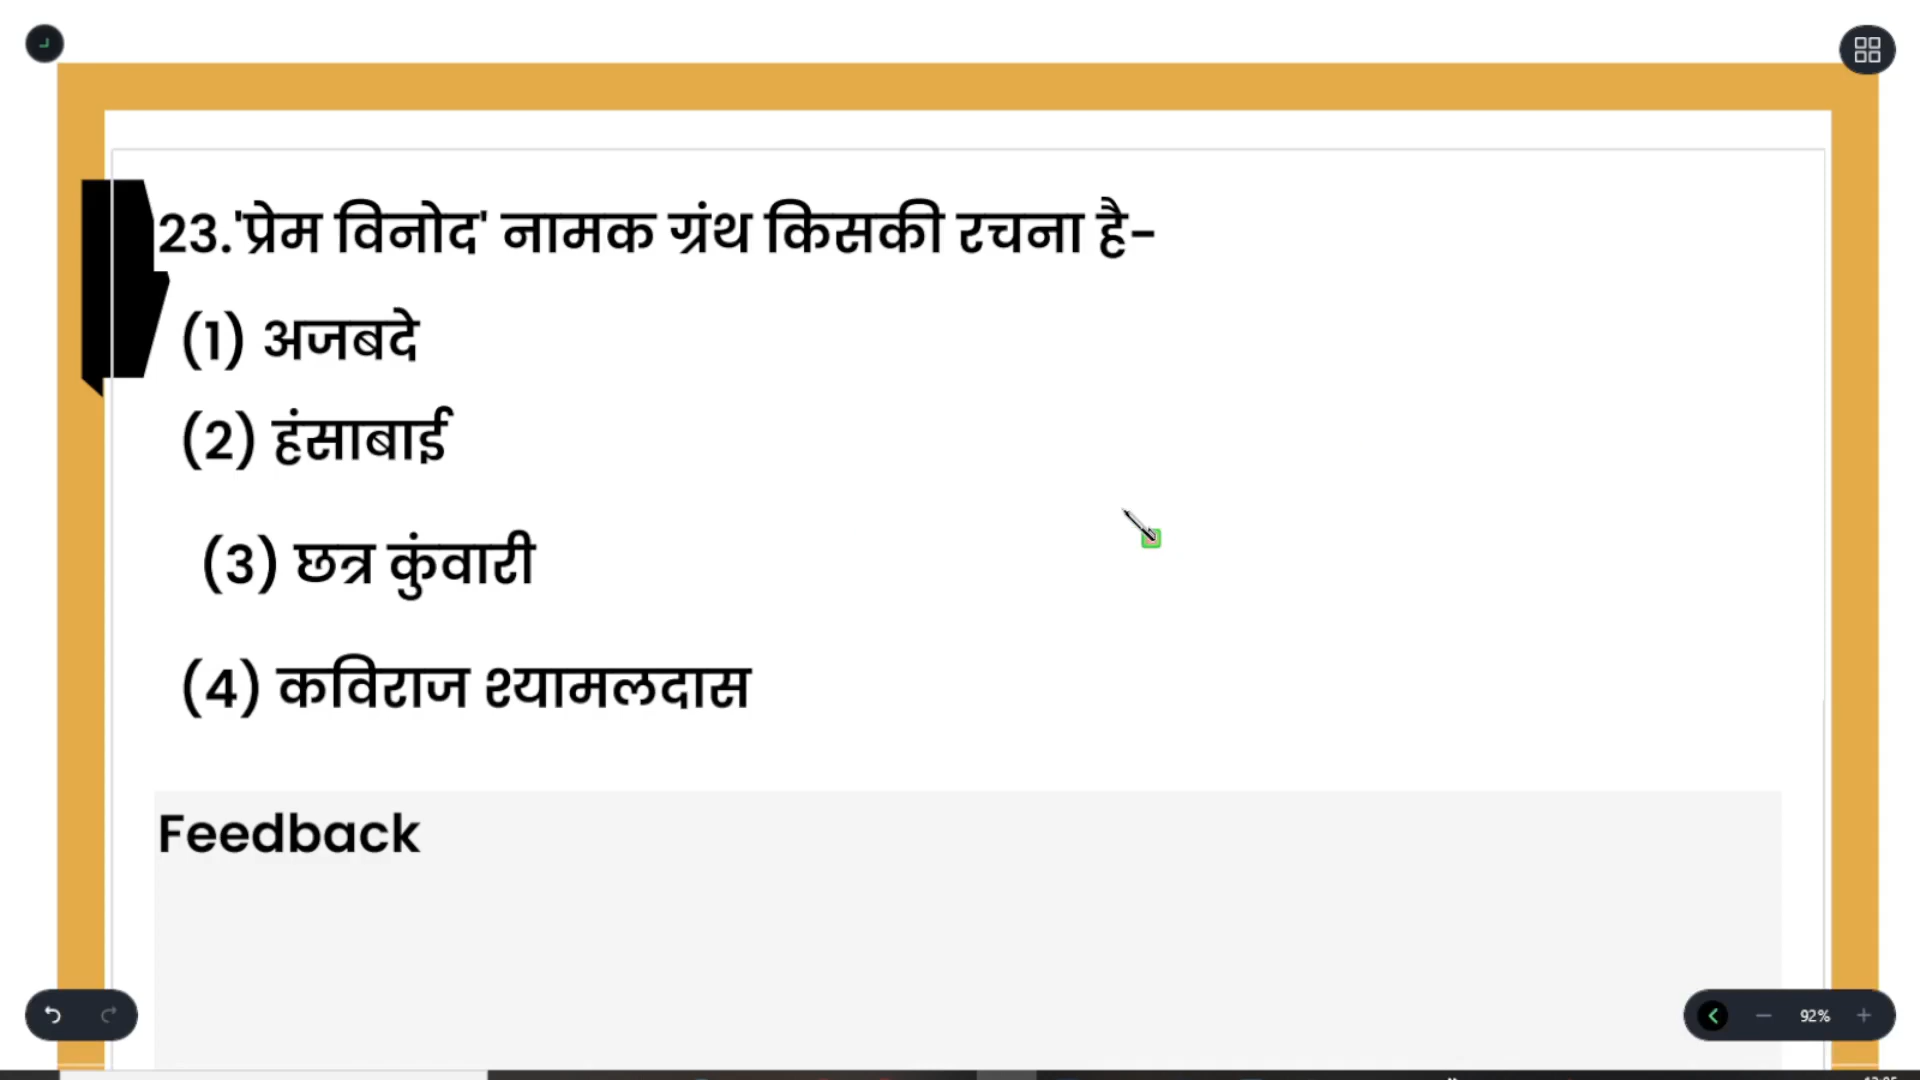 23.'प्रेम विनोद' नामक ग्रंथ किसकी रचना है-
(1) अजबदे
(2) हंसाबाई
(3) छत्र कुंवारी
(4) कविराज श्यामलदास
Feedback
92%